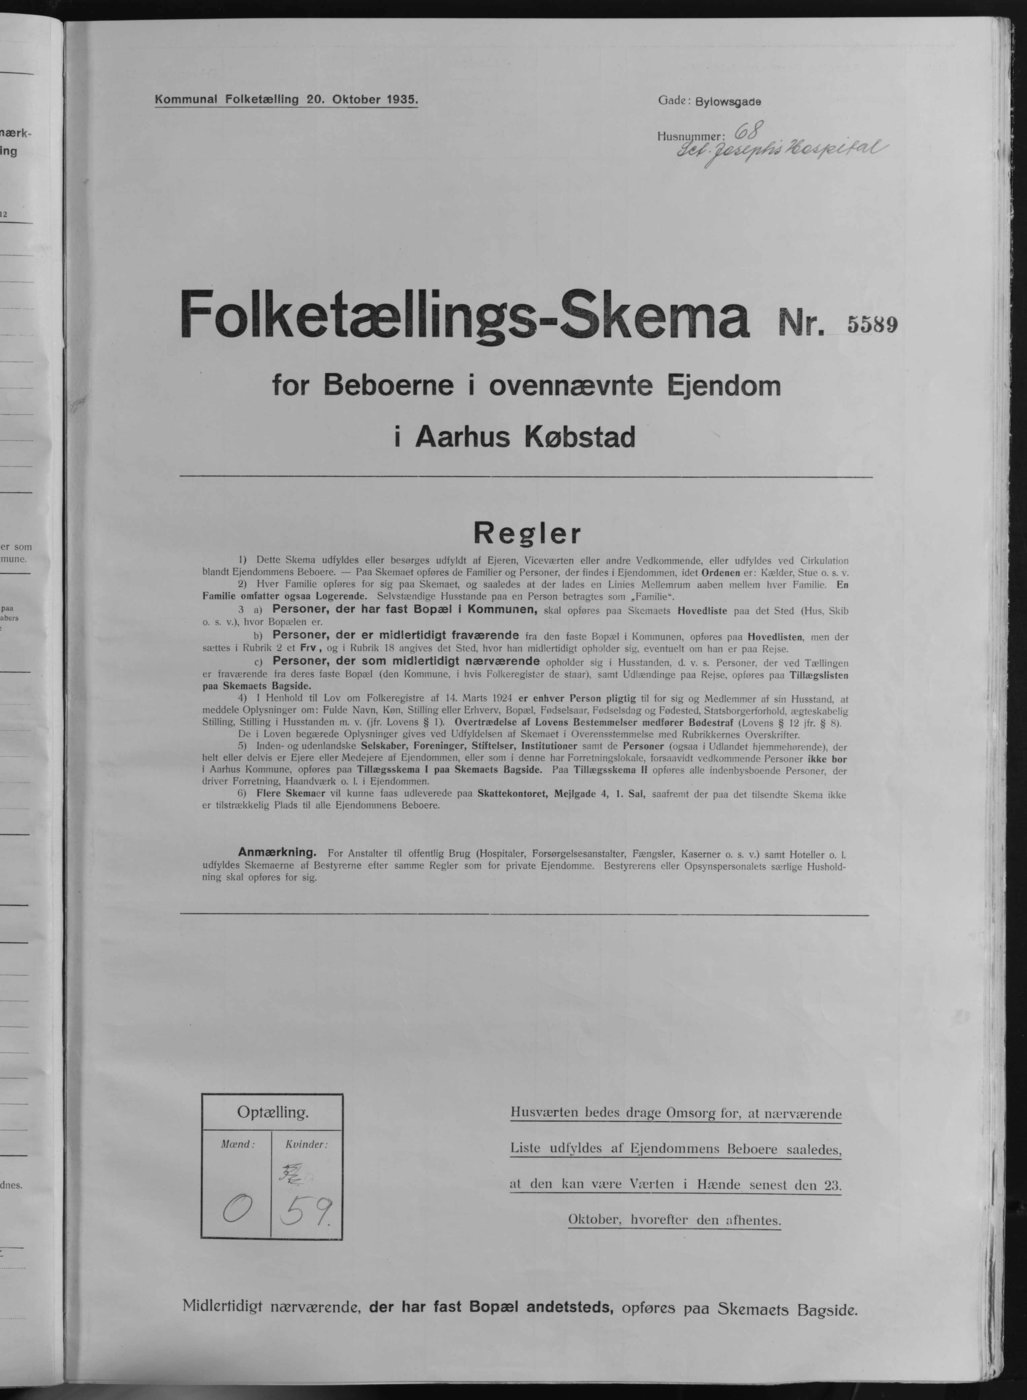 Kommunal Folketælling 20. Oktober 1935.
Gade: Bylowsgade
Husnummer: 68
Sct. Josephs Hospital
Folketællings-Skema Nr. 5589
for Beboerne i ovennævnte Ejendom
i Aarhus Købstad
Regler
1) Dette Skema udfyldes eller besørges udfyldt af Ejeren, Viceværten eller andre Vedkommende, eller udfyldes ved Cirkulation
blandt Ejendommens Beboere. — Paa Skemaet opføres de Familier og Personer, der findes i Ejendommen, idet Ordenen er: Kælder, Stue o. s. v.
2) Hver Familie opføres for sig paa Skemaet, og saaledes at der lades en Linies Mellemrum aaben mellem hver Familie. En
Familie omfatter ogsaa Logerende. Selvstændige Husstande paa en Person betragtes som „Familie“.
3 a) Personer, der har fast Bopæl i Kommunen, skal opføres paa Skemaets Hovedliste paa det Sted (Hus, Skib
o. s. v.), hvor Bopælen er.
b) Personer, der er midlertidigt fraværende fra den faste Bopæl i Kommunen, opføres paa Hovedlisten, men der
sættes i Rubrik 2 et Frv., og i Rubrik 18 angives det Sted, hvor han midlertidigt opholder sig, eventuelt om han er paa Rejse.
c) Personer, der som midlertidigt nærværende opholder sig i Husstanden, d. v. s. Personer, der ved Tællingen
er fraværende fra deres faste Bopæl (den Kommune, i hvis Folkeregister de staar), samt Udlændinge paa Rejse, opføres paa Tillægslisten
paa Skemaets Bagside.
4) I Henhold til Lov om Folkeregistre af 14. Marts 1924 er enhver Person pligtig til for sig og Medlemmer af sin Husstand, at
meddele Oplysninger om: Fulde Navn, Køn, Stilling eller Erhverv, Bopæl, Fødselsaar, Fødselsdag og Fødested, Statsborgerforhold, ægteskabelig
Stilling, Stilling i Husstanden m. v. (jfr. Lovens § 1). Overtrædelse af Lovens Bestemmelser medfører Bødestraf (Lovens § 12 jfr. § 8).
De i Loven begærede Oplysninger gives ved Udfyldelsen af Skemaet i Overensstemmelse med Rubrikkernes Overskrifter.
5) Inden- og udenlandske Selskaber, Foreninger, Stiftelser, Institutioner samt de Personer (ogsaa i Udlandet hjemmehørende), der
helt eller delvis er Ejere eller Medejere af Ejendommen, eller som i denne har Forretningslokale, forsaavidt vedkommende Personer ikke bor
i Aarhus Kommune, opføres paa Tillægsskema I paa Skemaets Bagside. Paa Tillægsskema II opføres alle indenbysboende Personer, der
driver Forretning, Haandværk o. l. i Ejendommen.
6) Flere Skemaer vil kunne faas udleverede paa Skattekontoret, Mejlgade 4, 1. Sal, saafremt der paa det tilsendte Skema ikke
er tilstrækkelig Plads til alle Ejendommens Beboere.
Anmærkning. For Anstalter til offentlig Brug (Hospitaler, Forsørgelsesanstalter, Fængsler, Kaserner o. s. v.) samt Hoteller o. l.
udfyldes Skemaerne af Bestyrerne efter samme Regler som for private Ejendomme. Bestyrerens eller Opsynspersonalets særlige Hushold-
ning skal opføres for sig.
Optælling.
Mænd: Kvinder:
0 59.
Husværten bedes drage Omsorg for, at nærværende
Liste udfyldes af Ejendommens Beboere saaledes,
at den kan være Værten i Hænde senest den 23.
Oktober, hvorefter den afhentes.
Midlertidigt nærværende, der har fast Bopæl andetsteds, opføres paa Skemaets Bagside.